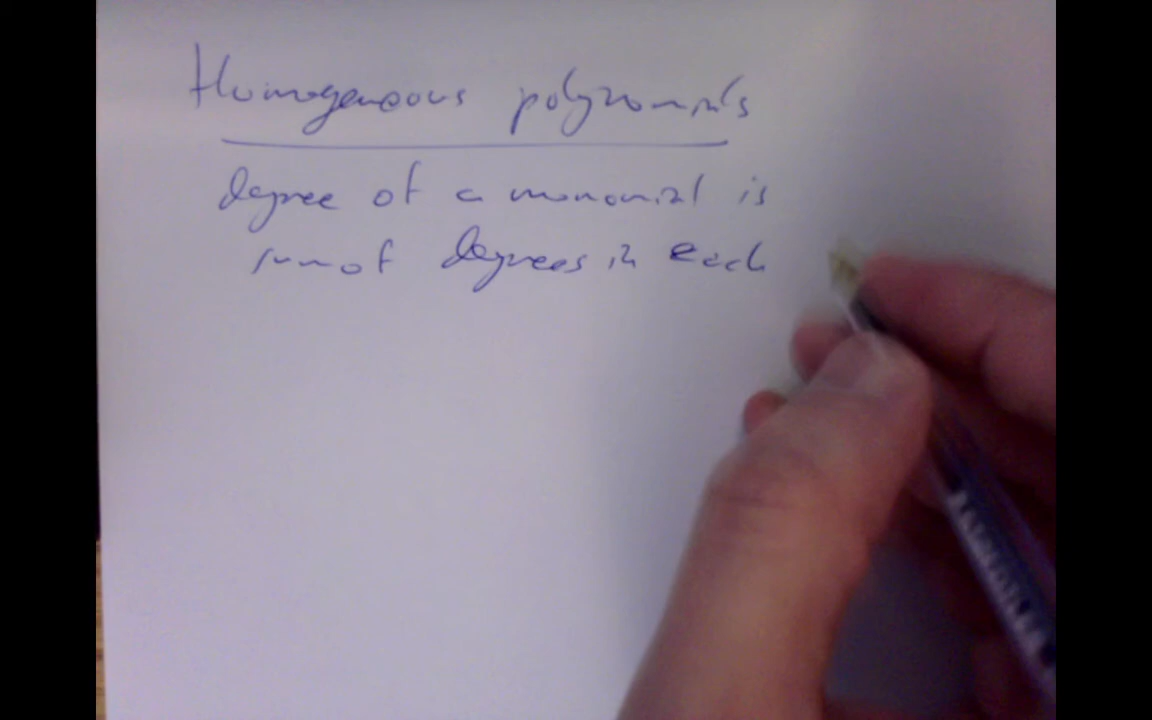 Homogeneous polynomials
degree of a monomial is
sum of degrees in each